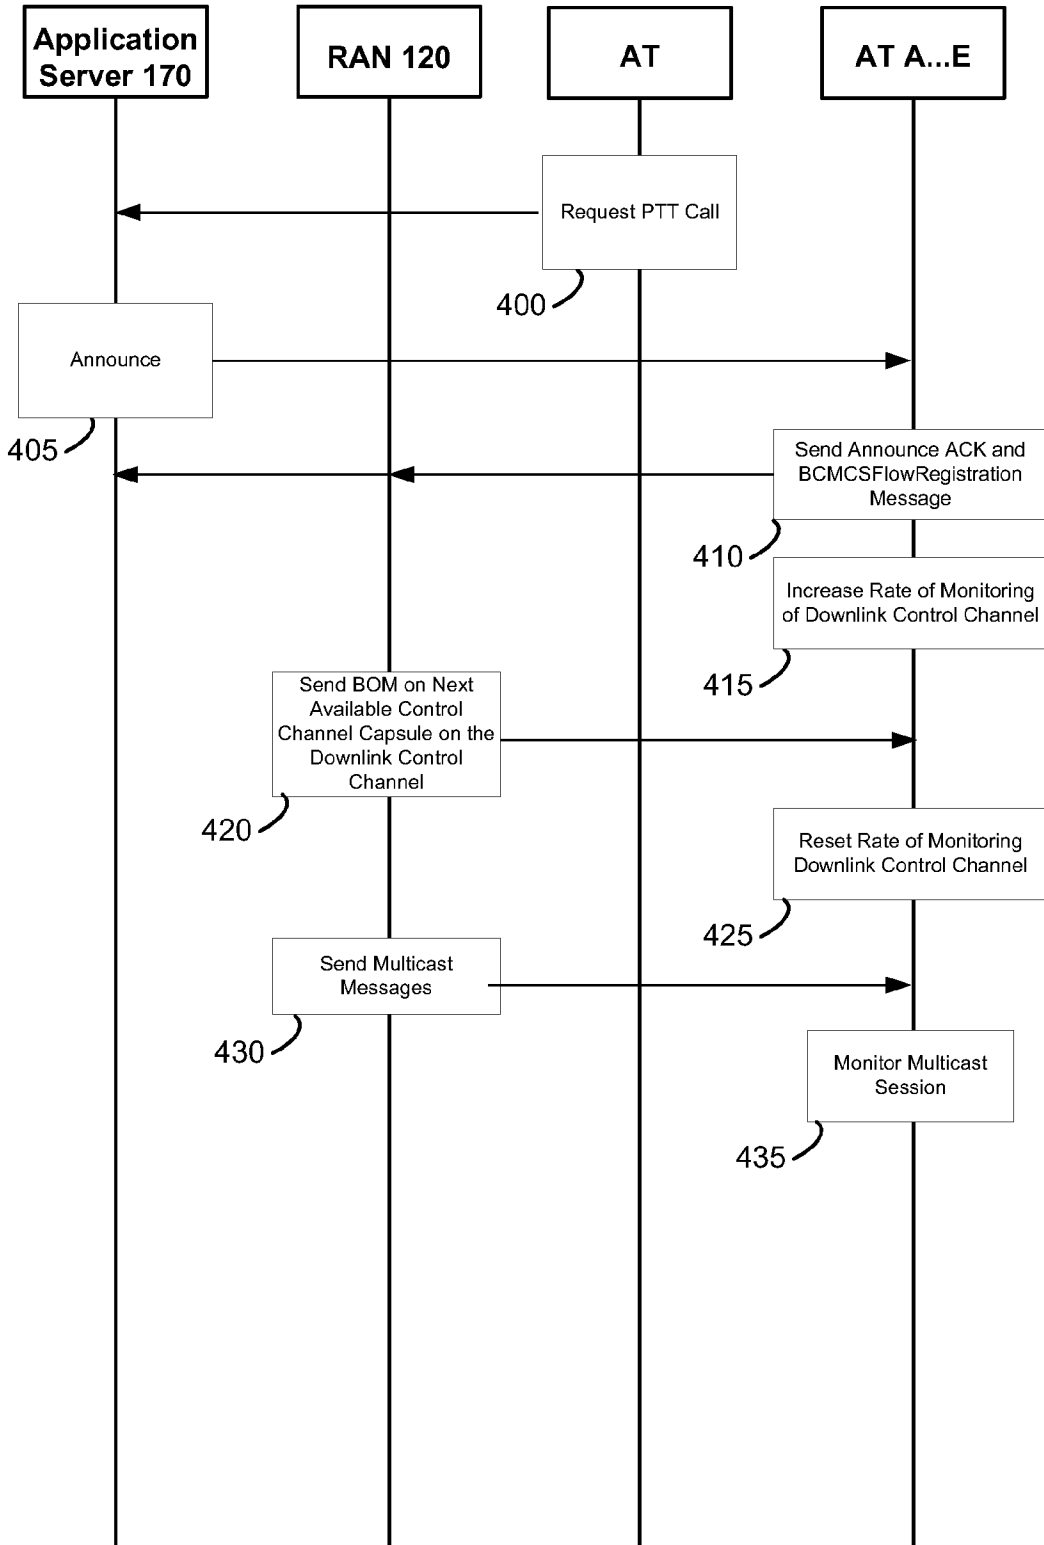 Application
Server 170
RAN 120
AT
AT A...E
Request PTT Call
400
Announce
405
Send Announce ACK and
BCMCSFlowRegistration
Message
410
Increase Rate of Monitoring
of Downlink Control Channel
415
Send BOM on Next
Available Control
Channel Capsule on the
Downlink Control
Channel
420
Reset Rate of Monitoring
Downlink Control Channel
425
Send Multicast
Messages
430
Monitor Multicast
Session
435